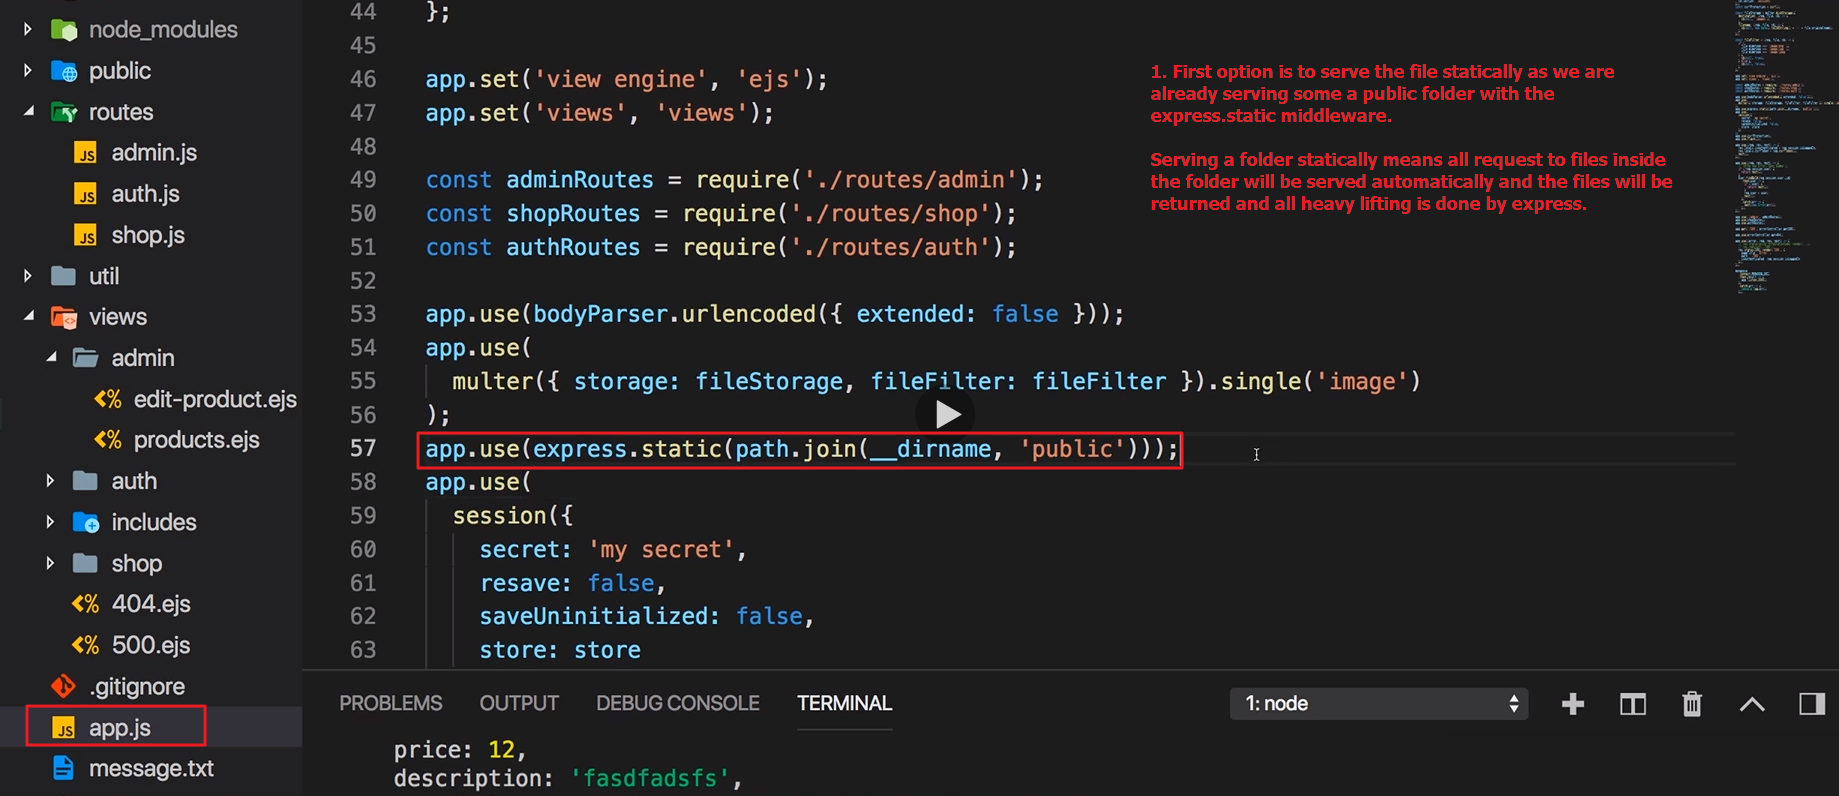 node_modules
public
routes
admin.js
auth.js
shop.js
util
views
admin
edit-product.ejs
products.ejs
auth
includes
shop
404.ejs
500.ejs
.gitignore
app.js
message.txt
44 };
45
46 app.set('view engine', 'ejs');
47 app.set('views', 'views');
48
49 const adminRoutes = require('./routes/admin');
50 const shopRoutes = require('./routes/shop');
51 const authRoutes = require('./routes/auth');
52
53 app.use(bodyParser.urlencoded({ extended: false }));
54 app.use(
55 multer({ storage: fileStorage, fileFilter: fileFilter }).single('image')
56 );
57 app.use(express.static(path.join(__dirname, 'public')));
58 app.use(
59 session({
60 secret: 'my secret',
61 resave: false,
62 saveUninitialized: false,
63 store: store
1. First option is to serve the file statically as we are
already serving some a public folder with the
express.static middleware.
Serving a folder statically means all request to files inside
the folder will be served automatically and the files will be
returned and all heavy lifting is done by express.
PROBLEMS OUTPUT DEBUG CONSOLE TERMINAL 1: node
price: 12,
description: 'fasdfadsfs',